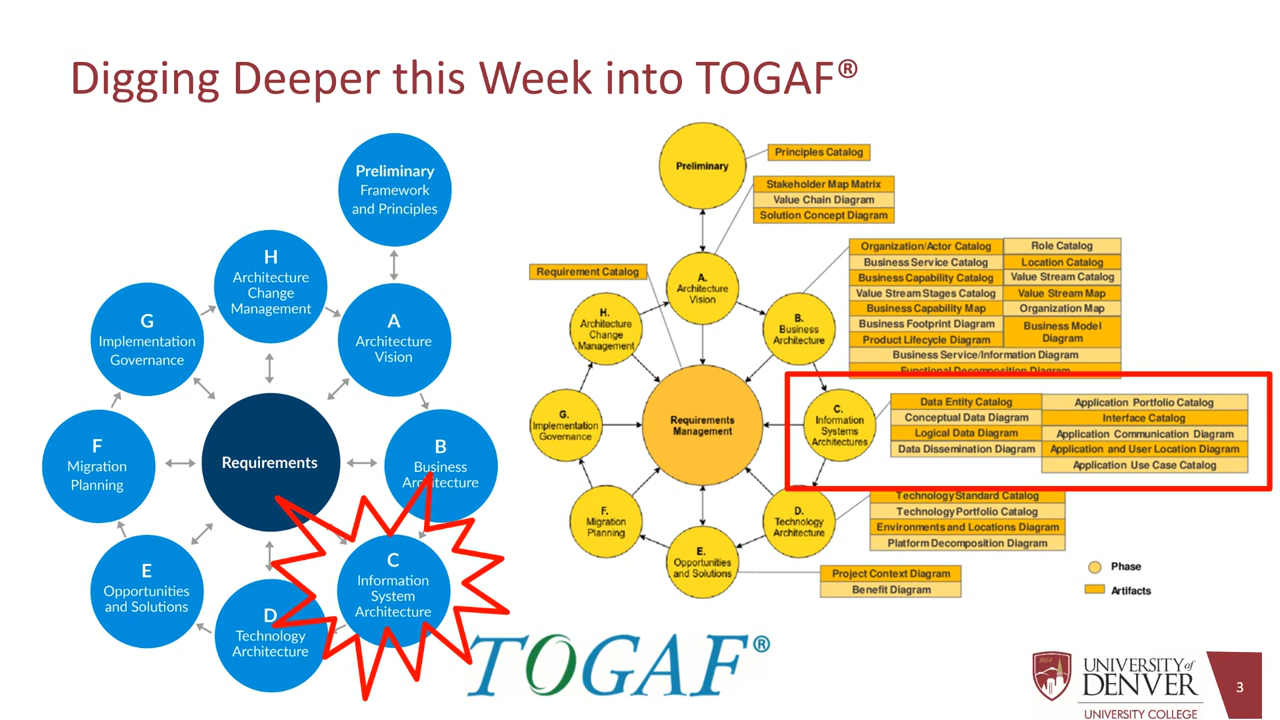 Digging Deeper this Week into TOGAF®
Preliminary
Framework
and Principles
H
Architecture
Change
Management
G
Implementation
Governance
A
Architecture
Vision
F
Migration
Planning
Requirements
B
Business
Architecture
E
Opportunities
and Solutions
C
Information
System
Architecture
D
Technology
Architecture
Preliminary
Principles Catalog
Stakeholder Map Matrix
Value Chain Diagram
Solution Concept Diagram
Requirement Catalog
A.
Architecture
Vision
H.
Architecture
Change
Management
B.
Business
Architecture
Organization/Actor Catalog
Role Catalog
Business Service Catalog
Location Catalog
Business Capability Catalog
Value Stream Catalog
Value Stream Stages Catalog
Value Stream Map
Business Capability Map
Organization Map
Business Footprint Diagram
Business Model
Diagram
Product Lifecycle Diagram
Business Service/Information Diagram
Functional Decomposition Diagram
G.
Implementation
Governance
Requirements
Management
C.
Information
Systems
Architectures
Data Entity Catalog
Application Portfolio Catalog
Conceptual Data Diagram
Interface Catalog
Logical Data Diagram
Application Communication Diagram
Data Dissemination Diagram
Application and User Location Diagram
Application Use Case Catalog
F.
Migration
Planning
D.
Technology
Architecture
Technology Standard Catalog
Technology Portfolio Catalog
Environments and Locations Diagram
Platform Decomposition Diagram
E.
Opportunities
and Solutions
Project Context Diagram
Benefit Diagram
Phase
Artifacts
TOGAF®
1864
UNIVERSITY of
DENVER
UNIVERSITY COLLEGE
3